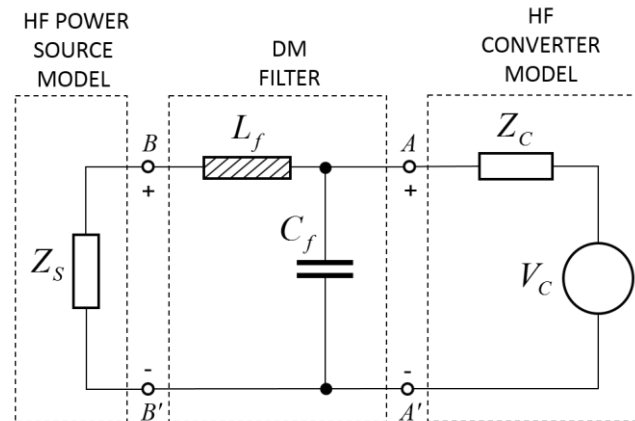 HF POWER
SOURCE
MODEL
DM
FILTER
HF
CONVERTER
MODEL
B
L_f
A
Z_C
+
+
C_f
Z_S
V_C
-
-
B'
A'